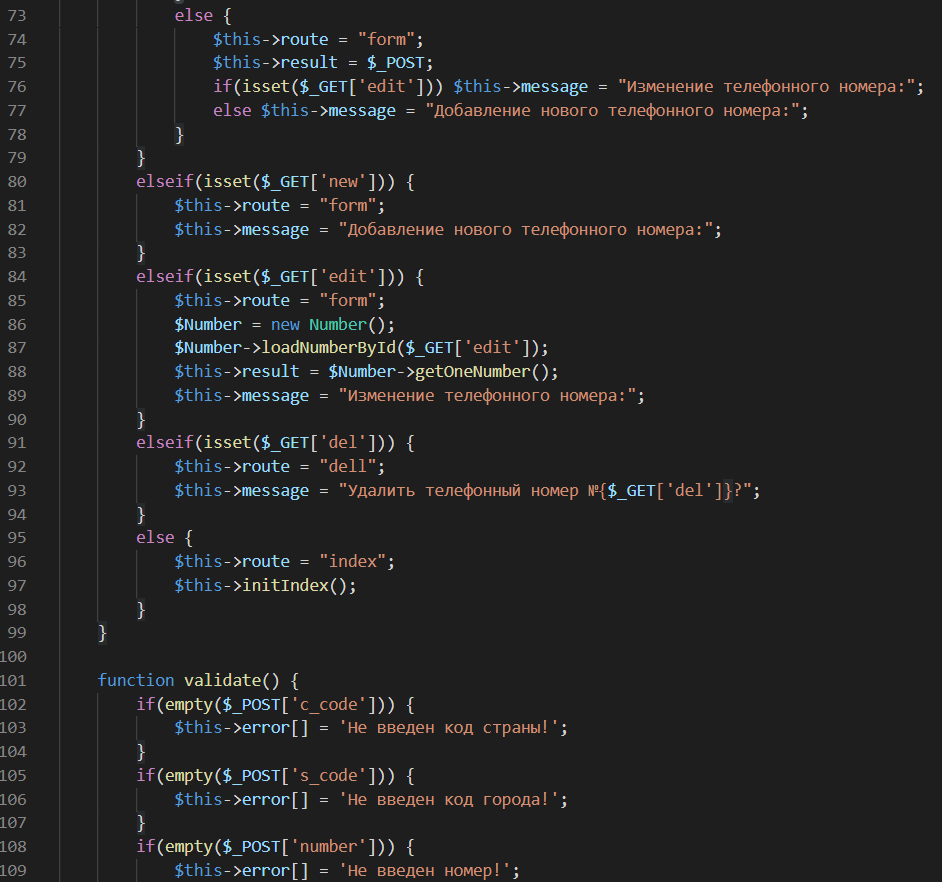 73 else {
74 $this->route = "form";
75 $this->result = $_POST;
76 if(isset($_GET['edit'])) $this->message = "Изменение телефонного номера:";
77 else $this->message = "Добавление нового телефонного номера:";
78 }
79 }
80 elseif(isset($_GET['new'])) {
81 $this->route = "form";
82 $this->message = "Добавление нового телефонного номера:";
83 }
84 elseif(isset($_GET['edit'])) {
85 $this->route = "form";
86 $Number = new Number();
87 $Number->loadNumberById($_GET['edit']);
88 $this->result = $Number->getOneNumber();
89 $this->message = "Изменение телефонного номера:";
90 }
91 elseif(isset($_GET['del'])) {
92 $this->route = "dell";
93 $this->message = "Удалить телефонный номер №{$_GET['del']}?";
94 }
95 else {
96 $this->route = "index";
97 $this->initIndex();
98 }
99 }
100
101 function validate() {
102 if(empty($_POST['c_code'])) {
103 $this->error[] = 'Не введен код страны!';
104 }
105 if(empty($_POST['s_code'])) {
106 $this->error[] = 'Не введен код города!';
107 }
108 if(empty($_POST['number'])) {
109 $this->error[] = 'Не введен номер!';